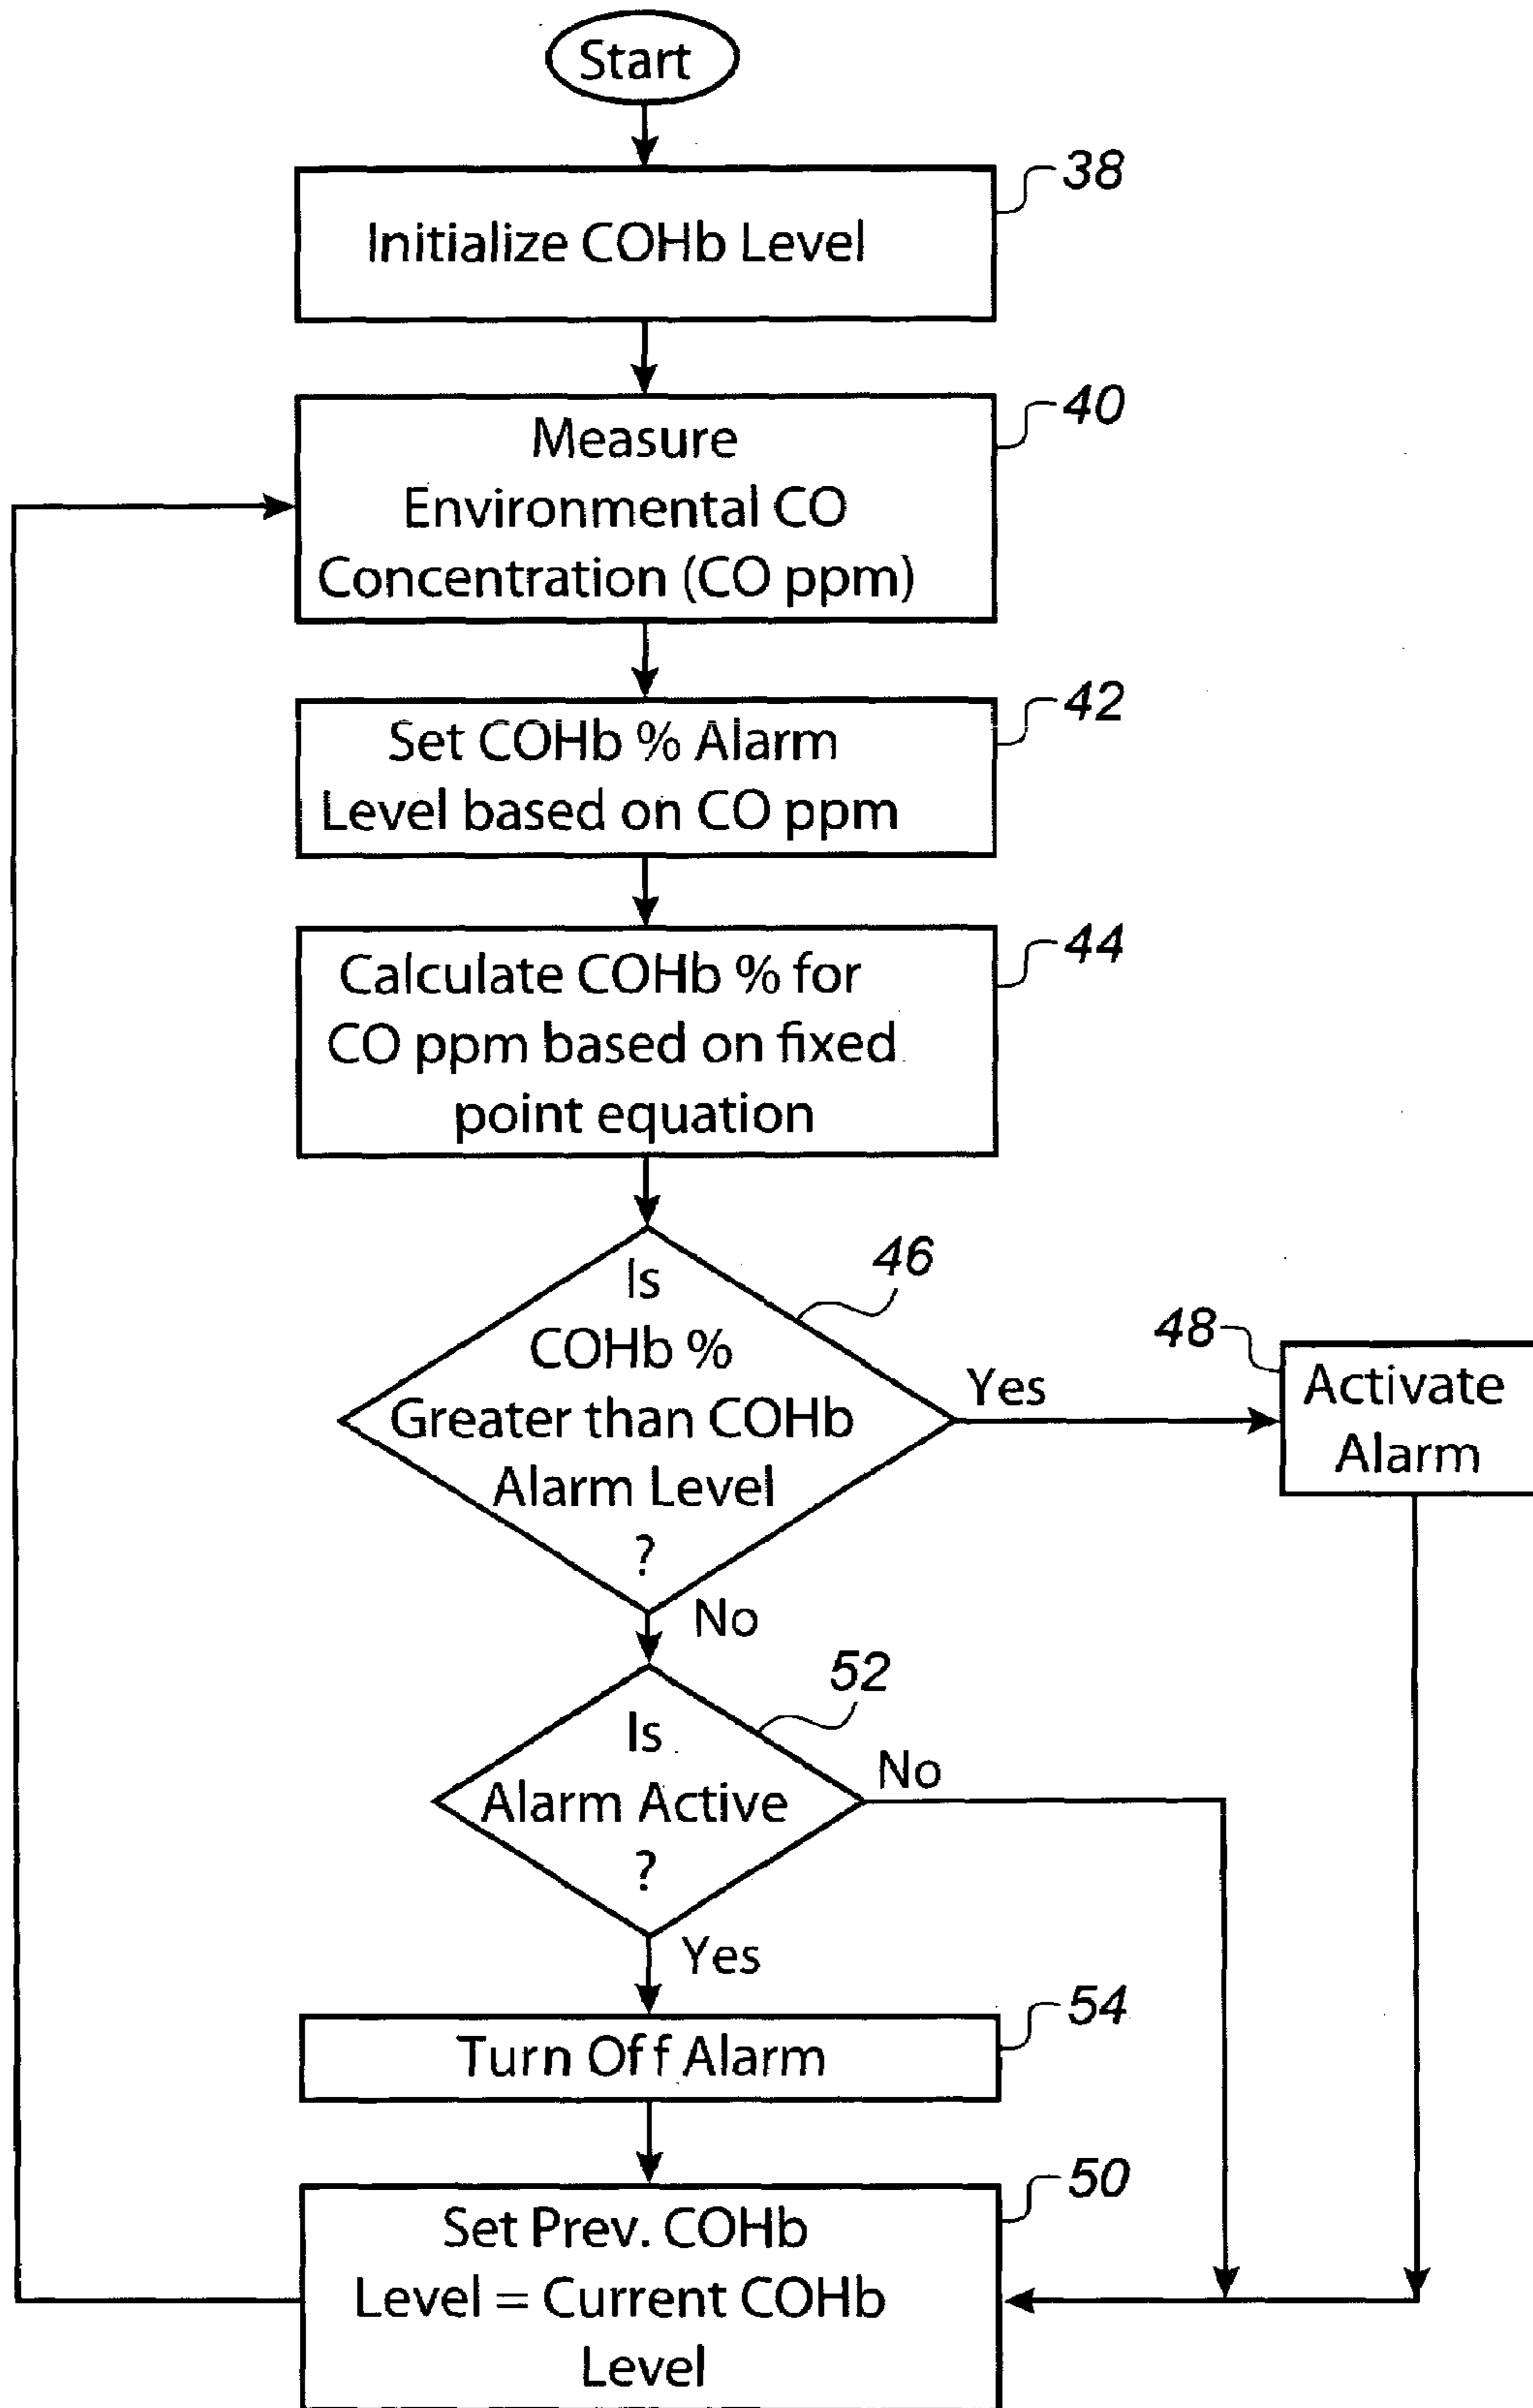 Start
38
Initialize COHb Level
40
Measure
Environmental CO
Concentration (CO ppm)
42
Set COHb % Alarm
Level based on CO ppm
44
Calculate COHb % for
CO ppm based on fixed
point equation
46
Is
COHb %
Greater than COHb
Alarm Level
?
Yes
48
Activate
Alarm
No
52
Is
Alarm Active
?
No
Yes
54
Turn Off Alarm
50
Set Prev. COHb
Level = Current COHb
Level